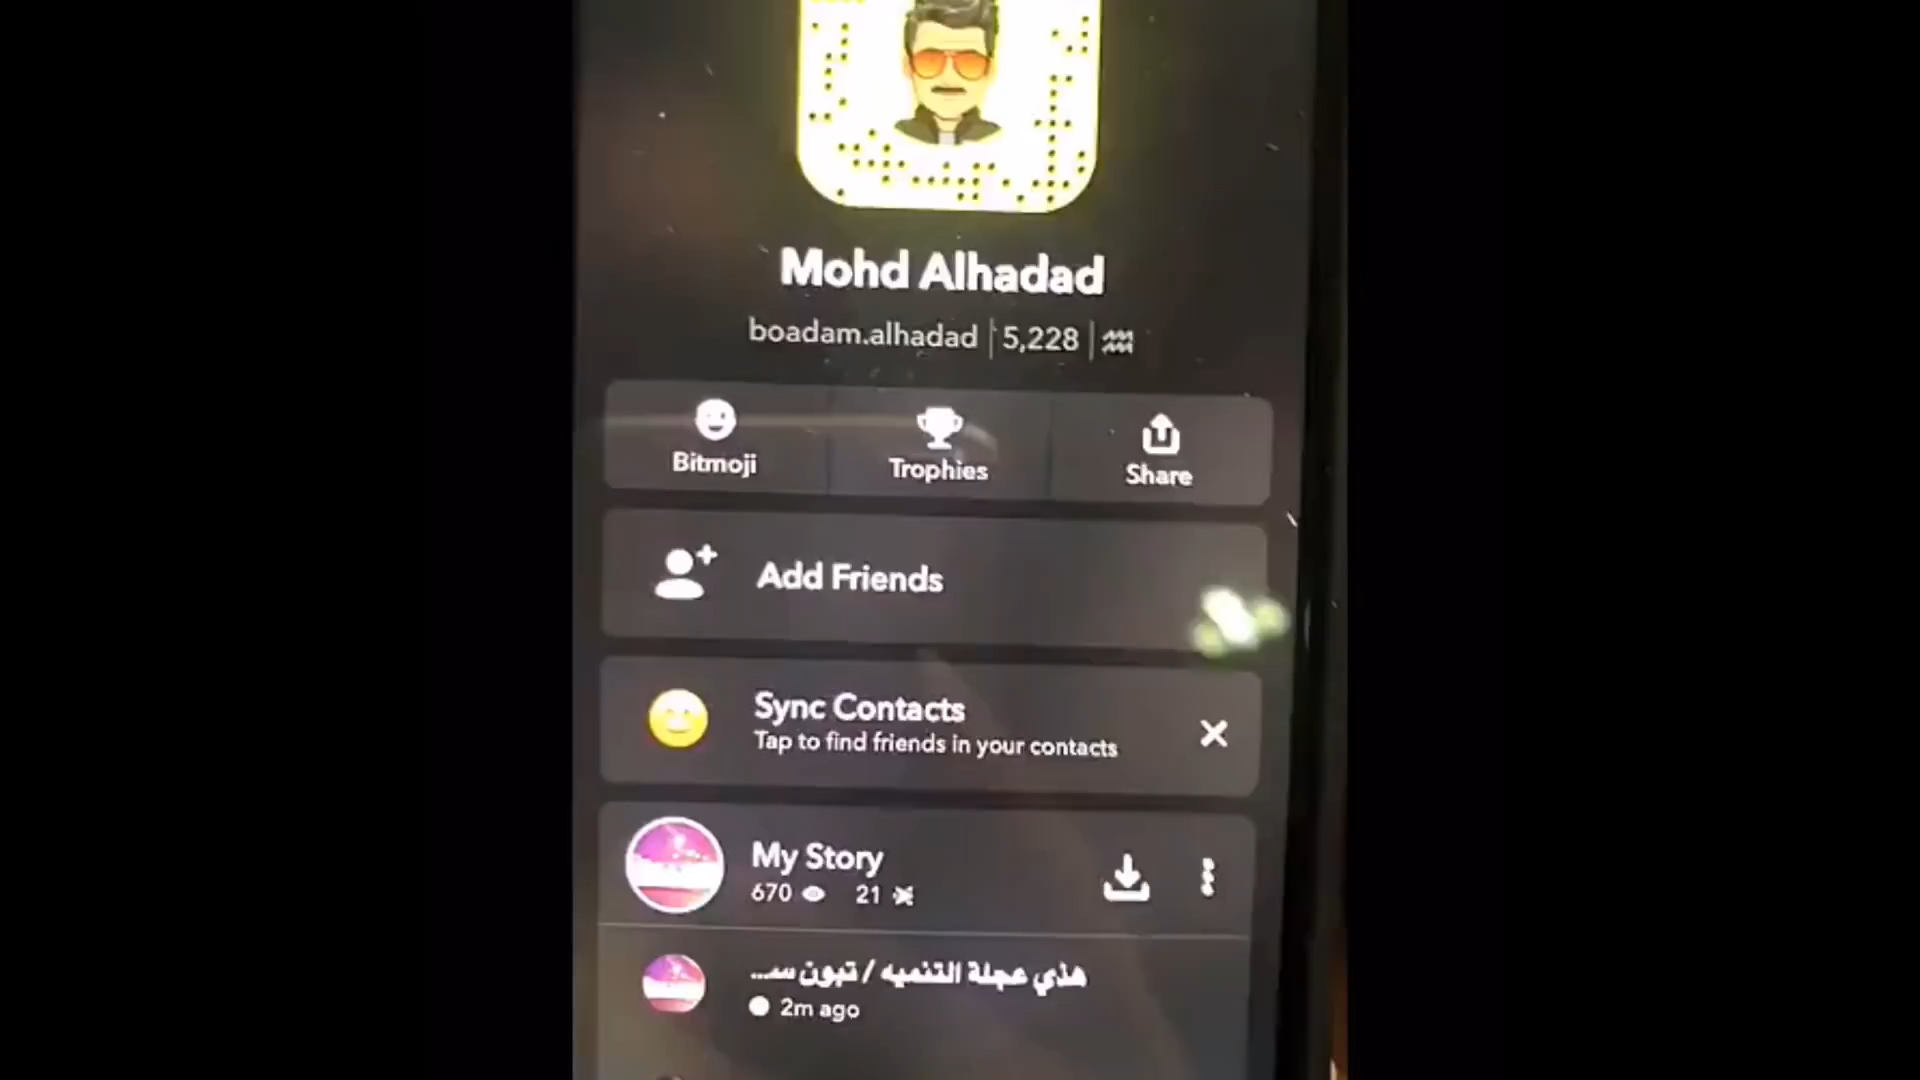 Mohd Alhadad
boadam.alhadad | 5,228 |
Bitmoji
Trophies
Share
Add Friends
Sync Contacts
Tap to find friends in your contacts
My Story
670 21
هذي عجلة التنميه / تبون سـ...
2m ago